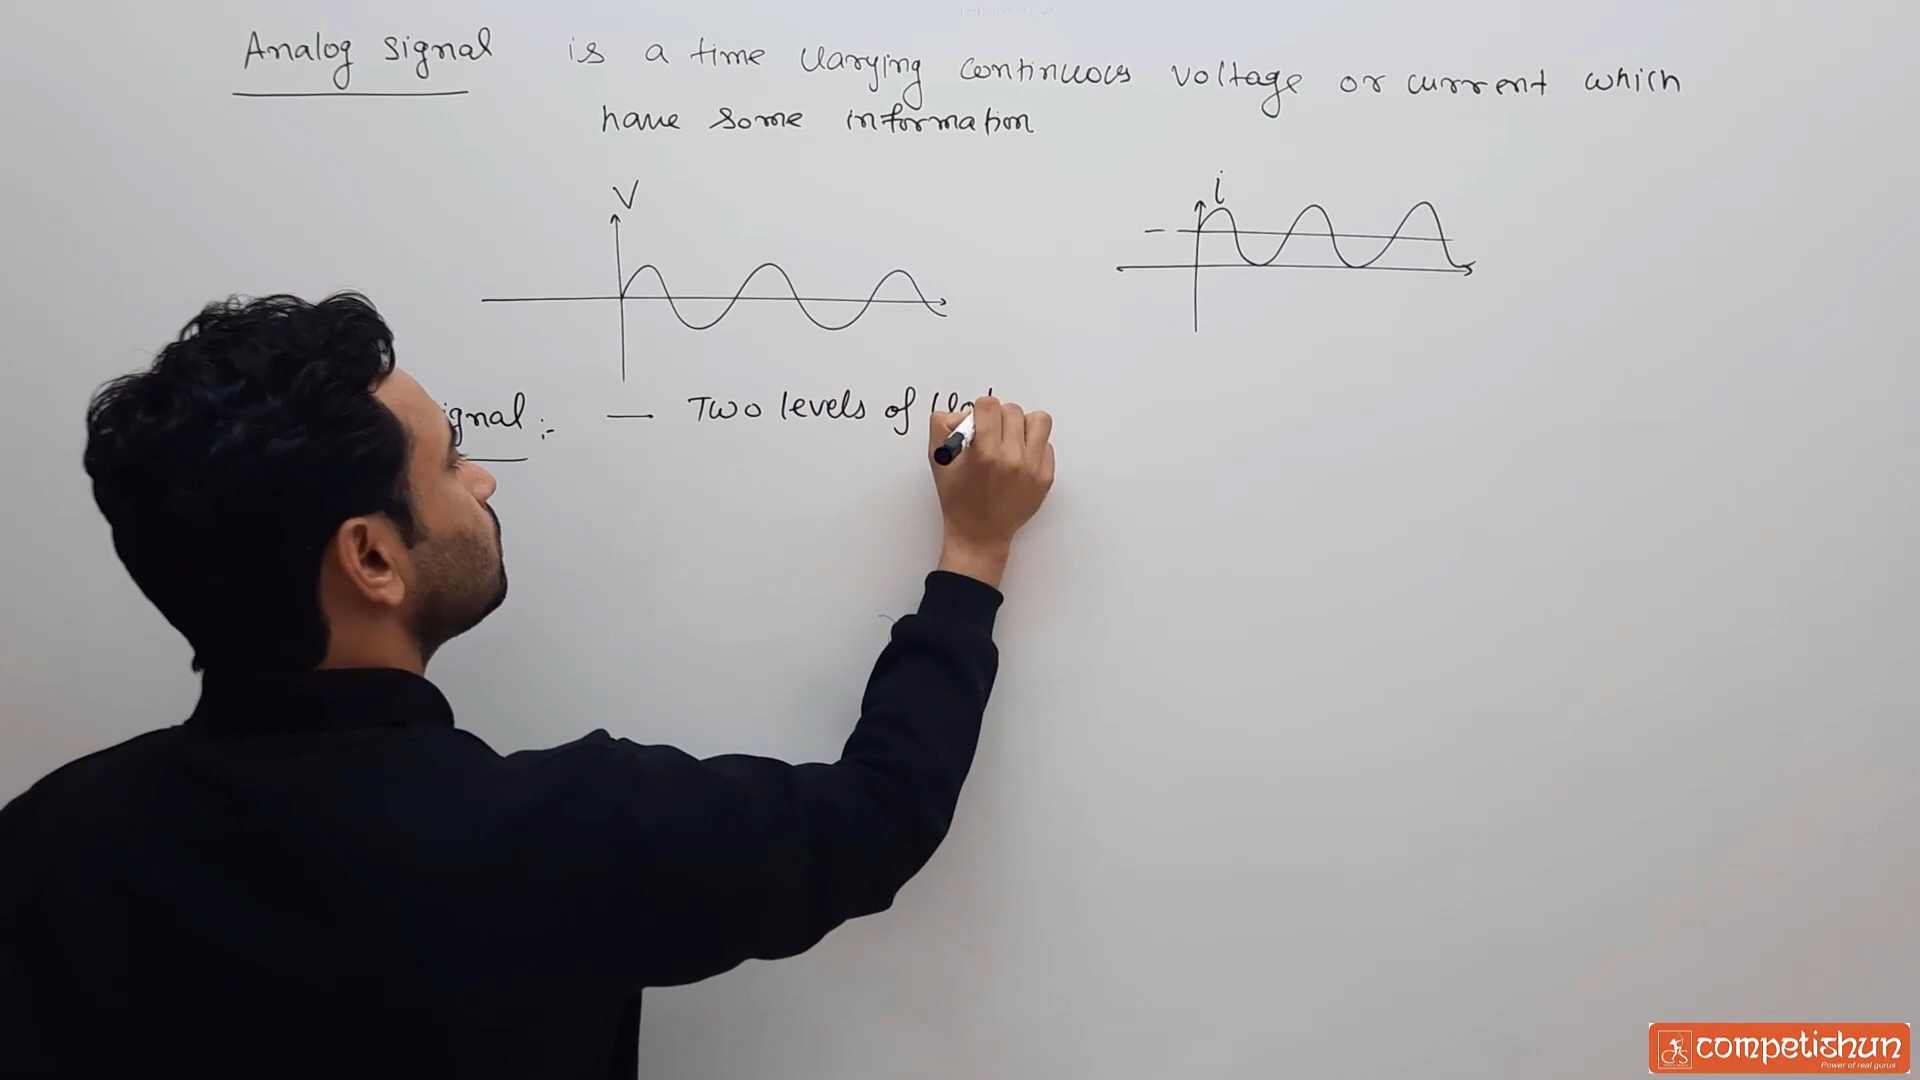 Analog signal is a time varying continuous voltage or current which
have some information
V
i
ignal :- — Two levels of
competishun
Power of real gurus